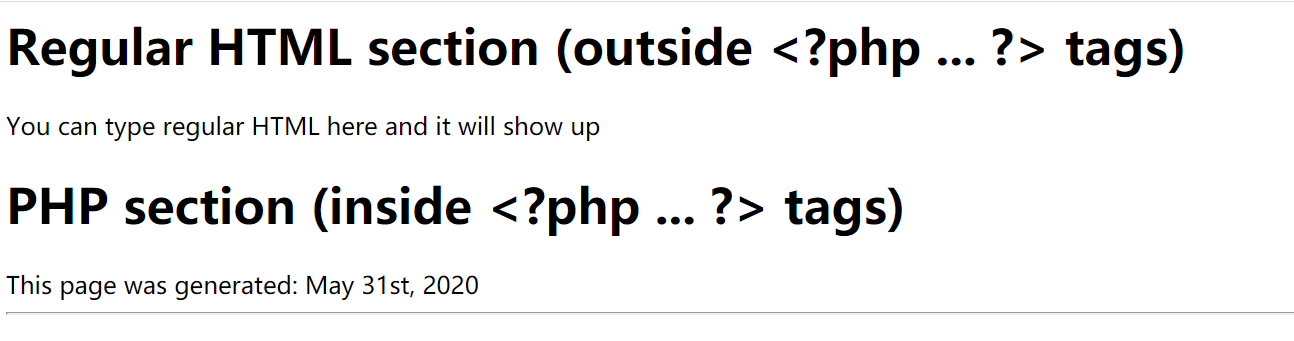 Regular HTML section (outside <?php ... ?> tags)
You can type regular HTML here and it will show up
PHP section (inside <?php ... ?> tags)
This page was generated: May 31st, 2020